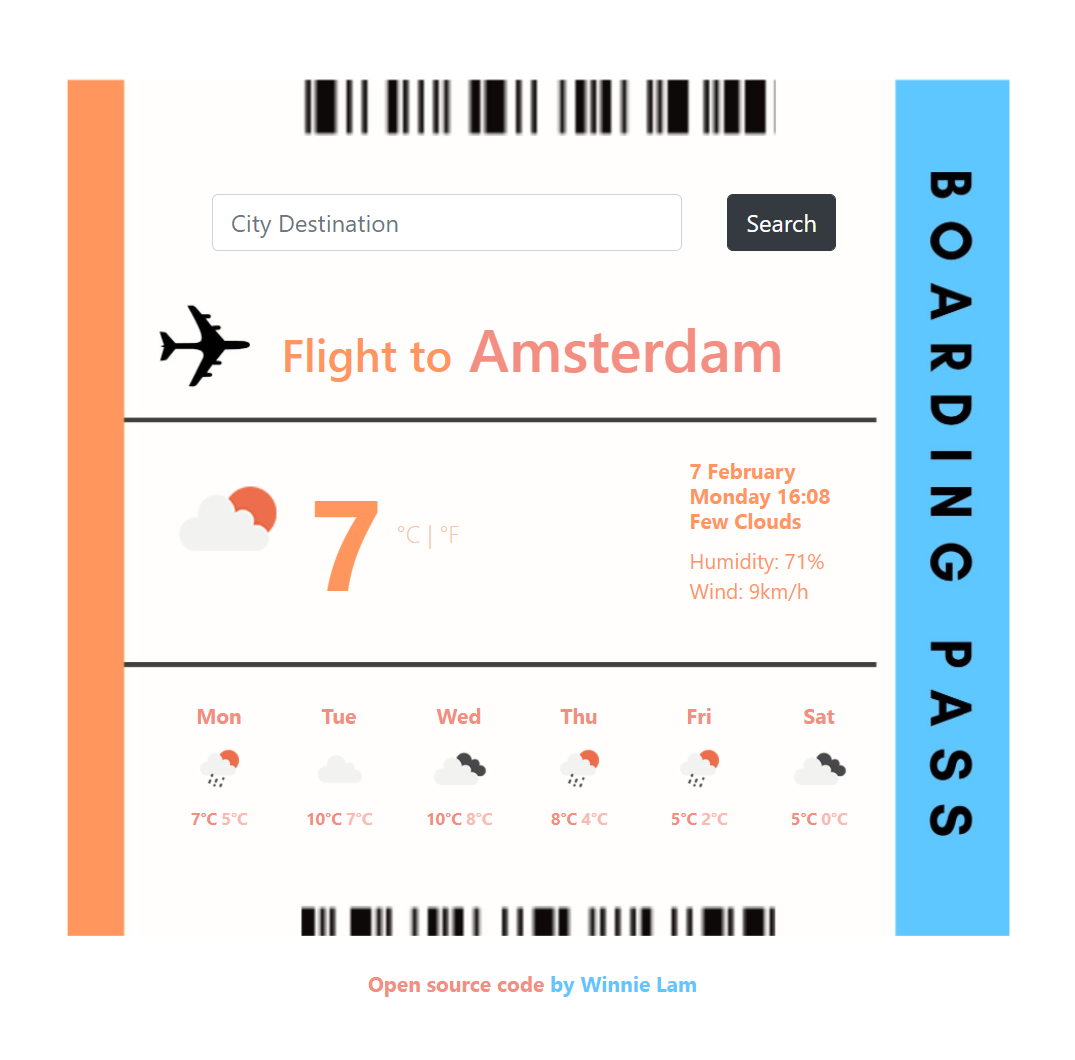 City Destination
Search
Flight to Amsterdam
7 °C | °F
7 February
Monday 16:08
Few Clouds
Humidity: 71%
Wind: 9km/h
Mon Tue Wed Thu Fri Sat
7°C 5°C 10°C 7°C 10°C 8°C 8°C 4°C 5°C 2°C 5°C 0°C
BOARDING PASS
Open source code by Winnie Lam